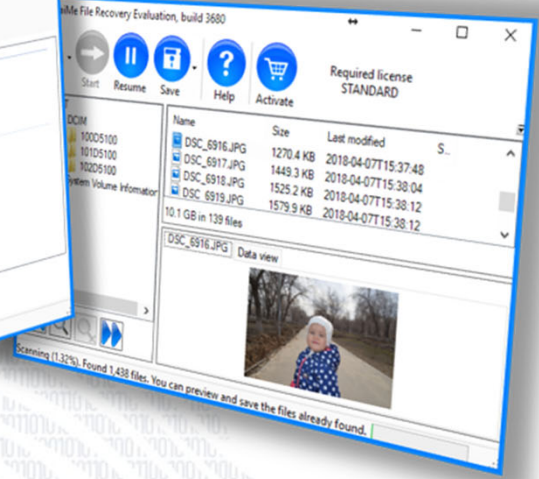 File Recovery Evaluation, build 3680
Start Resume Save Help Activate
Required license
STANDARD
DCIM
100D5100
101D5100
102D5100
System Volume Information
Name Size Last modified S..
DSC_6916.JPG 1270.4 KB 2018-04-07T15:37:48
DSC_6917.JPG 1449.3 KB 2018-04-07T15:38:04
DSC_6918.JPG 1525.2 KB 2018-04-07T15:38:12
DSC_6919.JPG 1579.9 KB 2018-04-07T15:38:12
10.1 GB in 139 files
DSC_6916.JPG Data view
Scanning (1.32%). Found 1,438 files. You can preview and save the files already found.